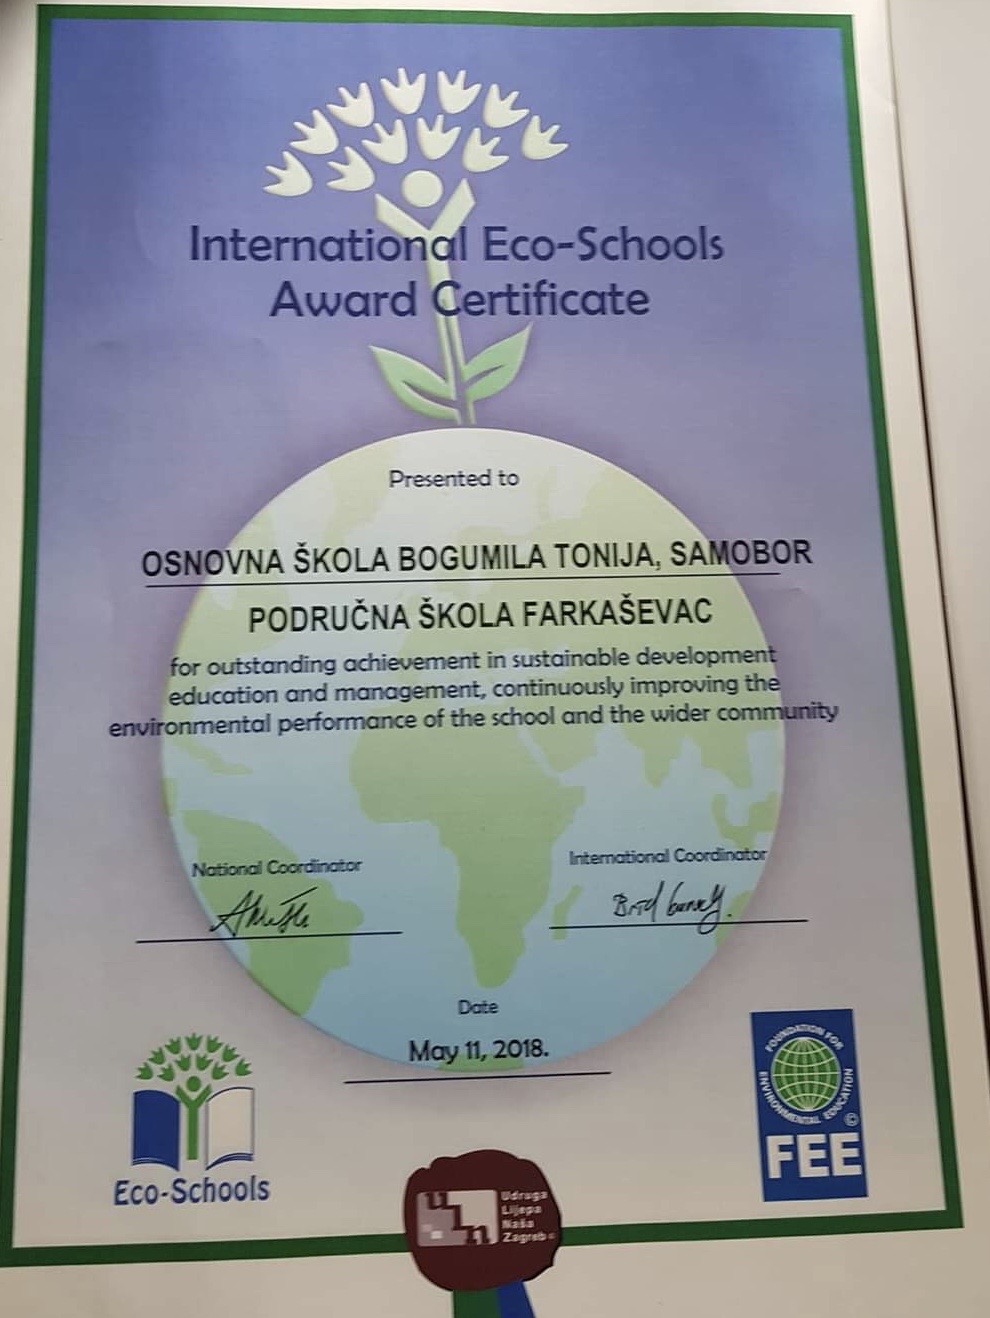 International Eco-Schools
Award Certificate
Presented to
OSNOVNA ŠKOLA BOGUMILA TONIJA, SAMOBOR
PODRUČNA ŠKOLA FARKAŠEVAC
for outstanding achievement in sustainable development
education and management, continuously improving the
environmental performance of the school and the wider community
National Coordinator
International Coordinator
Date
May 11, 2018.
Eco-Schools
FOUNDATION FOR
ENVIRONMENTAL EDUCATION
©
FEE
Udruga
Lijepa
Naša
Zagreb